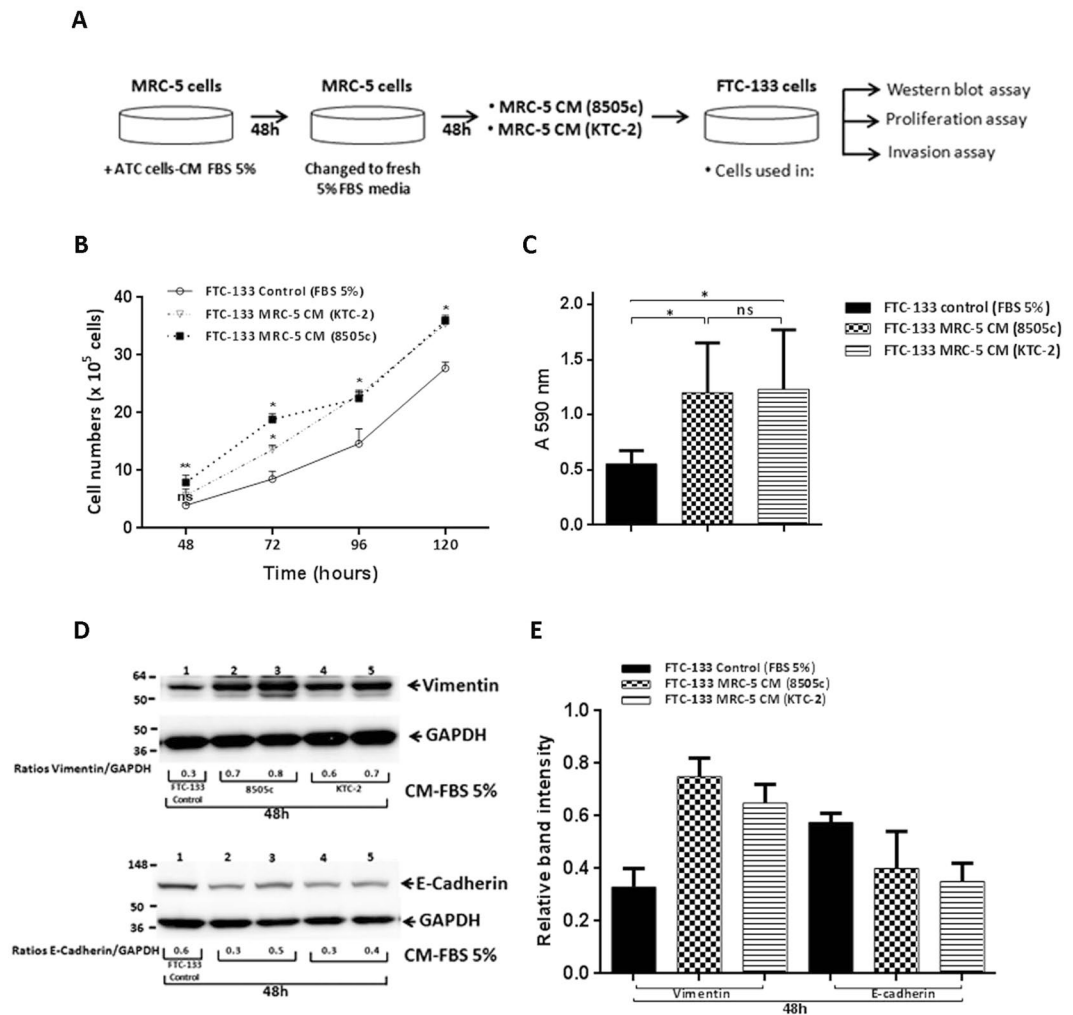 A
MRC-5 cells
48h
+ATC cells-CM FBS 5%
MRC-5 cells
48h
Changed to fresh
5% FBS media
• MRC-5 CM (8505c)
• MRC-5 CM (KTC-2)
FTC-133 cells
• Cells used in:
Western blot assay
Proliferation assay
Invasion assay
B
FTC-133 Control (FBS 5%)
FTC-133 MRC-5 CM (KTC-2)
FTC-133 MRC-5 CM (8505c)
Cell numbers (x 10⁵ cells)
40
30
20
10
0
**
ns
*
*
*
*
48 72 96 120
Time (hours)
C
A 590 nm
2.0
1.5
1.0
0.5
0.0
*
* ns
FTC-133 control (FBS 5%)
FTC-133 MRC-5 CM (8505c)
FTC-133 MRC-5 CM (KTC-2)
D
1 2 3 4 5
64
50
Vimentin
50
36
GAPDH
Ratios Vimentin/GAPDH
0.3 0.7 0.8 0.6 0.7
FTC-133
Control
8505c KTC-2
CM-FBS 5%
48h
1 2 3 4 5
148
E-Cadherin
50
36
GAPDH
Ratios E-Cadherin/GAPDH
0.6 0.3 0.5 0.3 0.4
FTC-133
Control
CM-FBS 5%
48h
E
FTC-133 Control (FBS 5%)
FTC-133 MRC-5 CM (8505c)
FTC-133 MRC-5 CM (KTC-2)
Relative band intensity
1.0
0.8
0.6
0.4
0.2
0.0
Vimentin E-cadherin
48h